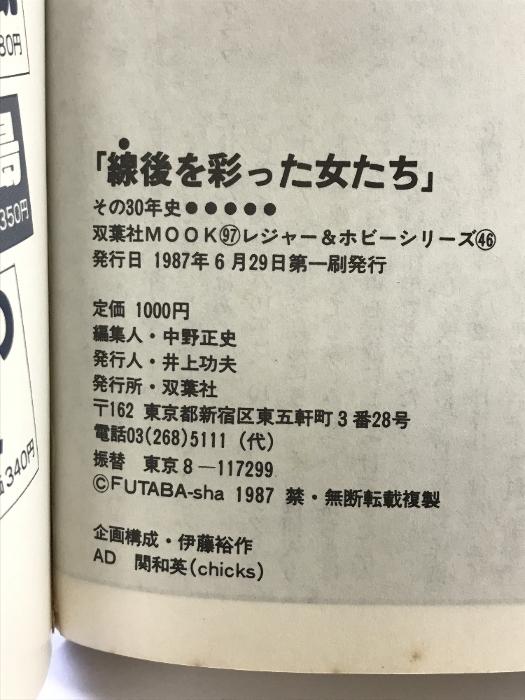 「線後を彩った女たち」
その30年史●●●●●
双葉社MOOK㊗レジャー&ホビーシリーズ㊻
発行日 1987年6月29日第一刷発行
定価 1000円
編集人・中野正史
発行人・井上功夫
発行所・双葉社
〒162 東京都新宿区東五軒町3番28号
電話03(268)5111 (代)
振替 東京8―117299
©FUTABA-sha 1987 禁・無断転載複製
企画構成・伊藤裕作
AD 関和英(chicks)
350円
340円